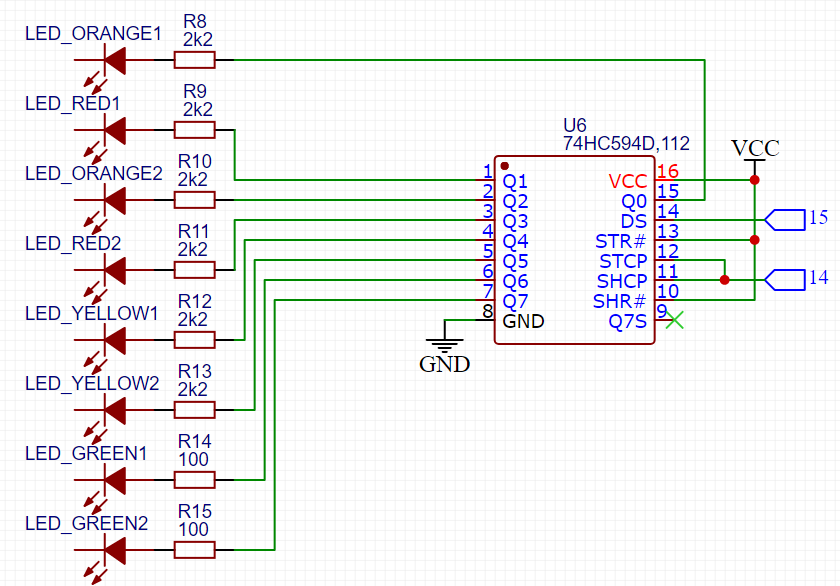 LED_ORANGE1
R8
2k2
LED_RED1
R9
2k2
LED_ORANGE2
R10
2k2
LED_RED2
R11
2k2
LED_YELLOW1
R12
2k2
LED_YELLOW2
R13
2k2
LED_GREEN1
R14
100
LED_GREEN2
R15
100
U6
74HC594D,112
1 Q1
2 Q2
3 Q3
4 Q4
5 Q5
6 Q6
7 Q7
8 GND
VCC 16
Q0 15
DS 14
STR# 13
STCP 12
SHCP 11
SHR# 10
Q7S 9
GND
VCC
15
14